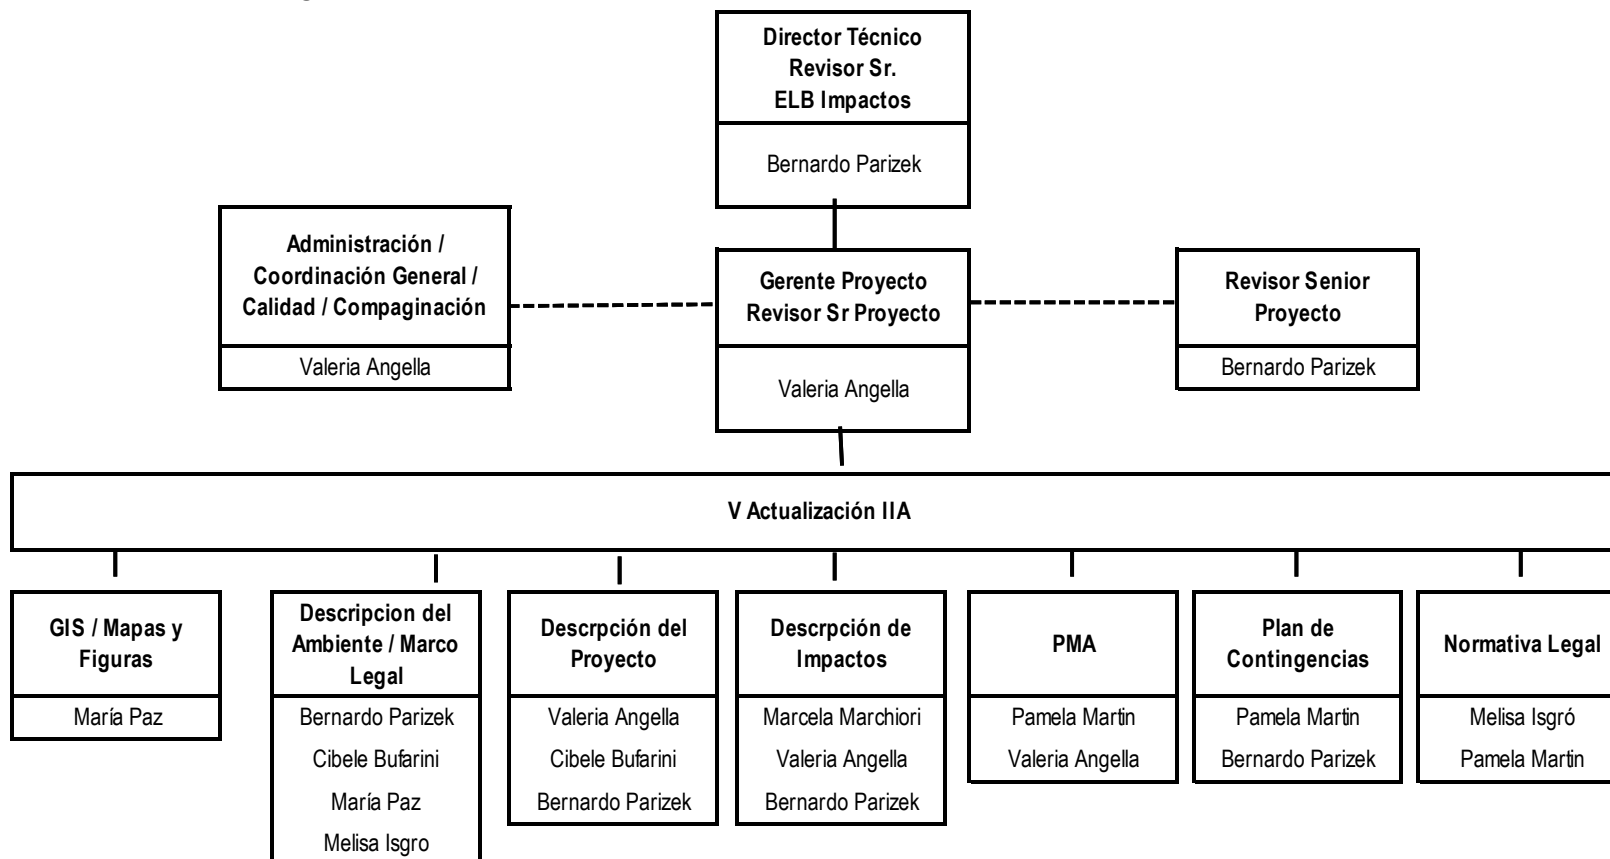 Director Técnico
Revisor Sr.
ELB Impactos
Bernardo Parizek
Administración /
Coordinación General /
Calidad / Compaginación
Valeria Angella
Gerente Proyecto
Revisor Sr Proyecto
Valeria Angella
Revisor Senior
Proyecto
Bernardo Parizek
V Actualización IIA
GIS / Mapas y
Figuras
María Paz
Descripcion del
Ambiente / Marco
Legal
Bernardo Parizek
Cibele Bufarini
María Paz
Melisa Isgro
Descrpción del
Proyecto
Valeria Angella
Cibele Bufarini
Bernardo Parizek
Descrpción de
Impactos
Marcela Marchiori
Valeria Angella
Bernardo Parizek
PMA
Pamela Martin
Valeria Angella
Plan de
Contingencias
Pamela Martin
Bernardo Parizek
Normativa Legal
Melisa Isgró
Pamela Martin